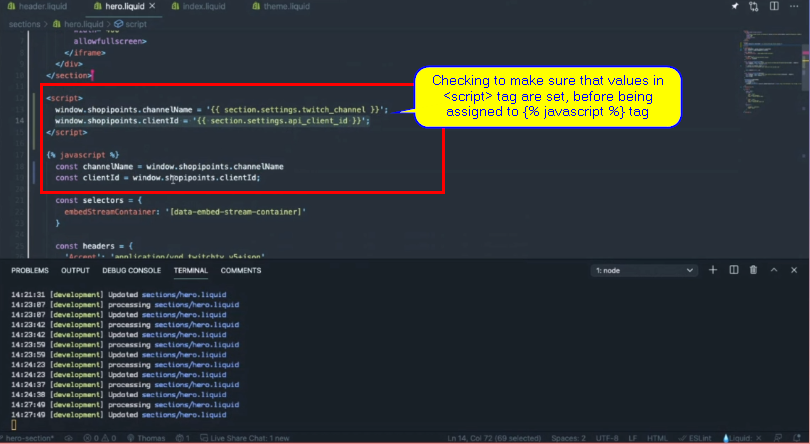 header.liquid hero.liquid × index.liquid theme.liquid
sections > hero.liquid > script
allowfullscreen>
</iframe>
</div>
</section>
<script>
window.shopipoints.channelName = '{{ section.settings.twitch_channel }}';
14 window.shopipoints.clientId = '{{ section.settings.api_client_id }}';
</script>
{% javascript %}
const channelName = window.shopipoints.channelName
const clientId = window.shopipoints.clientId;
const selectors = {
embedStreamContainer: '[data-embed-stream-container]'
}
const headers = {
'Accept': 'application/vnd.twitchtv.v5+json'
Checking to make sure that values in
<script> tag are set, before being
assigned to {% javascript %} tag
PROBLEMS OUTPUT DEBUG CONSOLE TERMINAL COMMENTS 1: node
14:21:31 [development] Updated sections/hero.liquid
14:23:07 [development] processing sections/hero.liquid
14:23:07 [development] Updated sections/hero.liquid
14:23:42 [development] processing sections/hero.liquid
14:23:42 [development] Updated sections/hero.liquid
14:23:59 [development] processing sections/hero.liquid
14:23:59 [development] Updated sections/hero.liquid
14:24:23 [development] processing sections/hero.liquid
14:24:23 [development] Updated sections/hero.liquid
14:24:37 [development] processing sections/hero.liquid
14:24:38 [development] Updated sections/hero.liquid
14:27:49 [development] processing sections/hero.liquid
14:27:49 [development] Updated sections/hero.liquid
hero-section* 0 0 Thomas 1 Live Share Chat: 1 new Ln 14, Col 72 (69 selected) Spaces: 2 UTF-8 LF HTML ESLint Liquid: